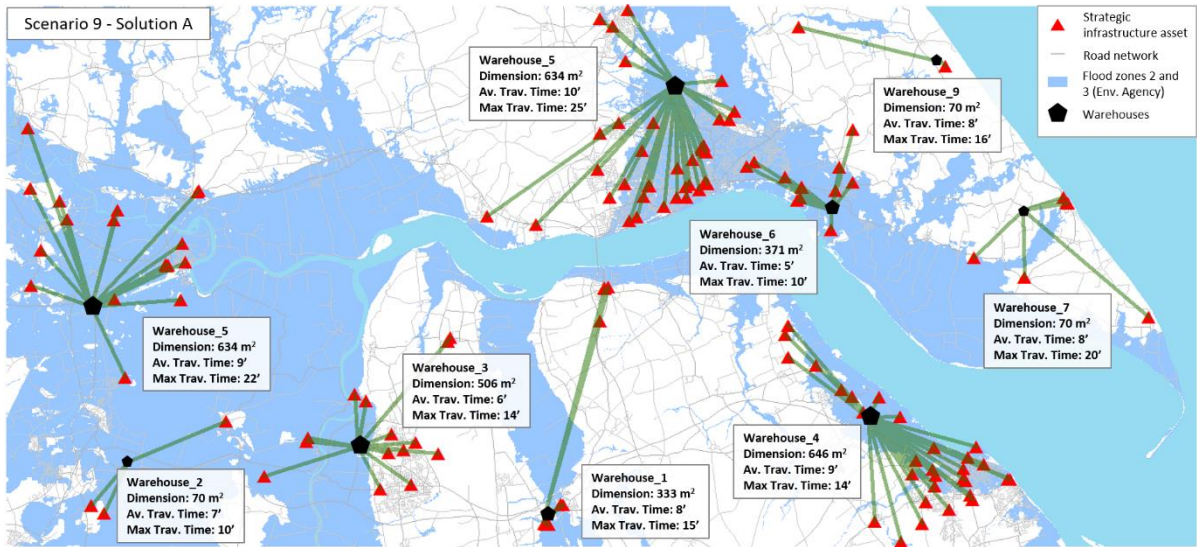 Scenario 9 - Solution A
Warehouse_5
Dimension: 634 m²
Av. Trav. Time: 10'
Max Trav. Time: 25'
Warehouse_9
Dimension: 70 m²
Av. Trav. Time: 8'
Max Trav. Time: 16'
Strategic
infrastructure asset
Road network
Flood zones 2 and
3 (Env. Agency)
Warehouses
Warehouse_6
Dimension: 371 m²
Av. Trav. Time: 5'
Max Trav. Time: 10'
Warehouse_7
Dimension: 70 m²
Av. Trav. Time: 8'
Max Trav. Time: 20'
Warehouse_5
Dimension: 634 m²
Av. Trav. Time: 9'
Max Trav. Time: 22'
Warehouse_3
Dimension: 506 m²
Av. Trav. Time: 6'
Max Trav. Time: 14'
Warehouse_4
Dimension: 646 m²
Av. Trav. Time: 9'
Max Trav. Time: 14'
Warehouse_2
Dimension: 70 m²
Av. Trav. Time: 7'
Max Trav. Time: 10'
Warehouse_1
Dimension: 333 m²
Av. Trav. Time: 8'
Max Trav. Time: 15'